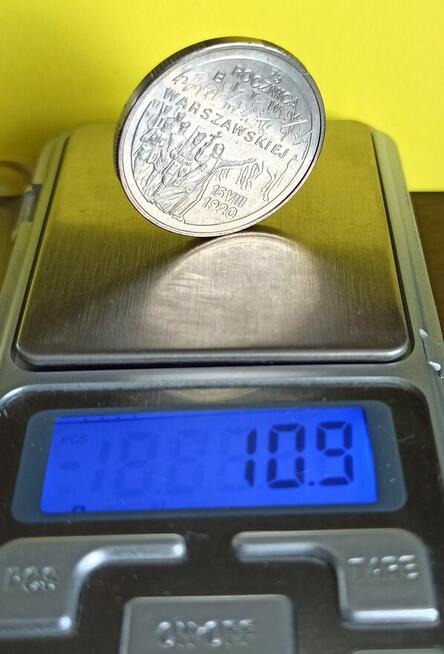 75
ROCZNICA
BITWY
WARSZAWSKIEJ
15 VIII
1920
PCS
10.9
PCS
TARE
ON/OFF